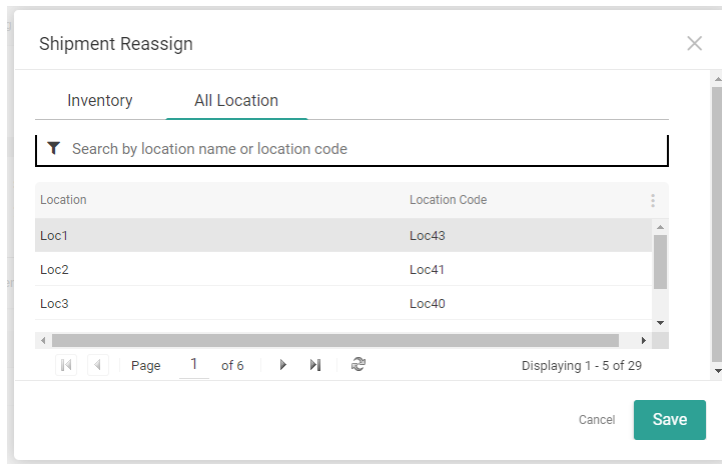 Shipment Reassign
Inventory All Location
Search by location name or location code
Location Location Code
Loc1 Loc43
Loc2 Loc41
Loc3 Loc40
Page 1 of 6 Displaying 1 - 5 of 29
Cancel Save